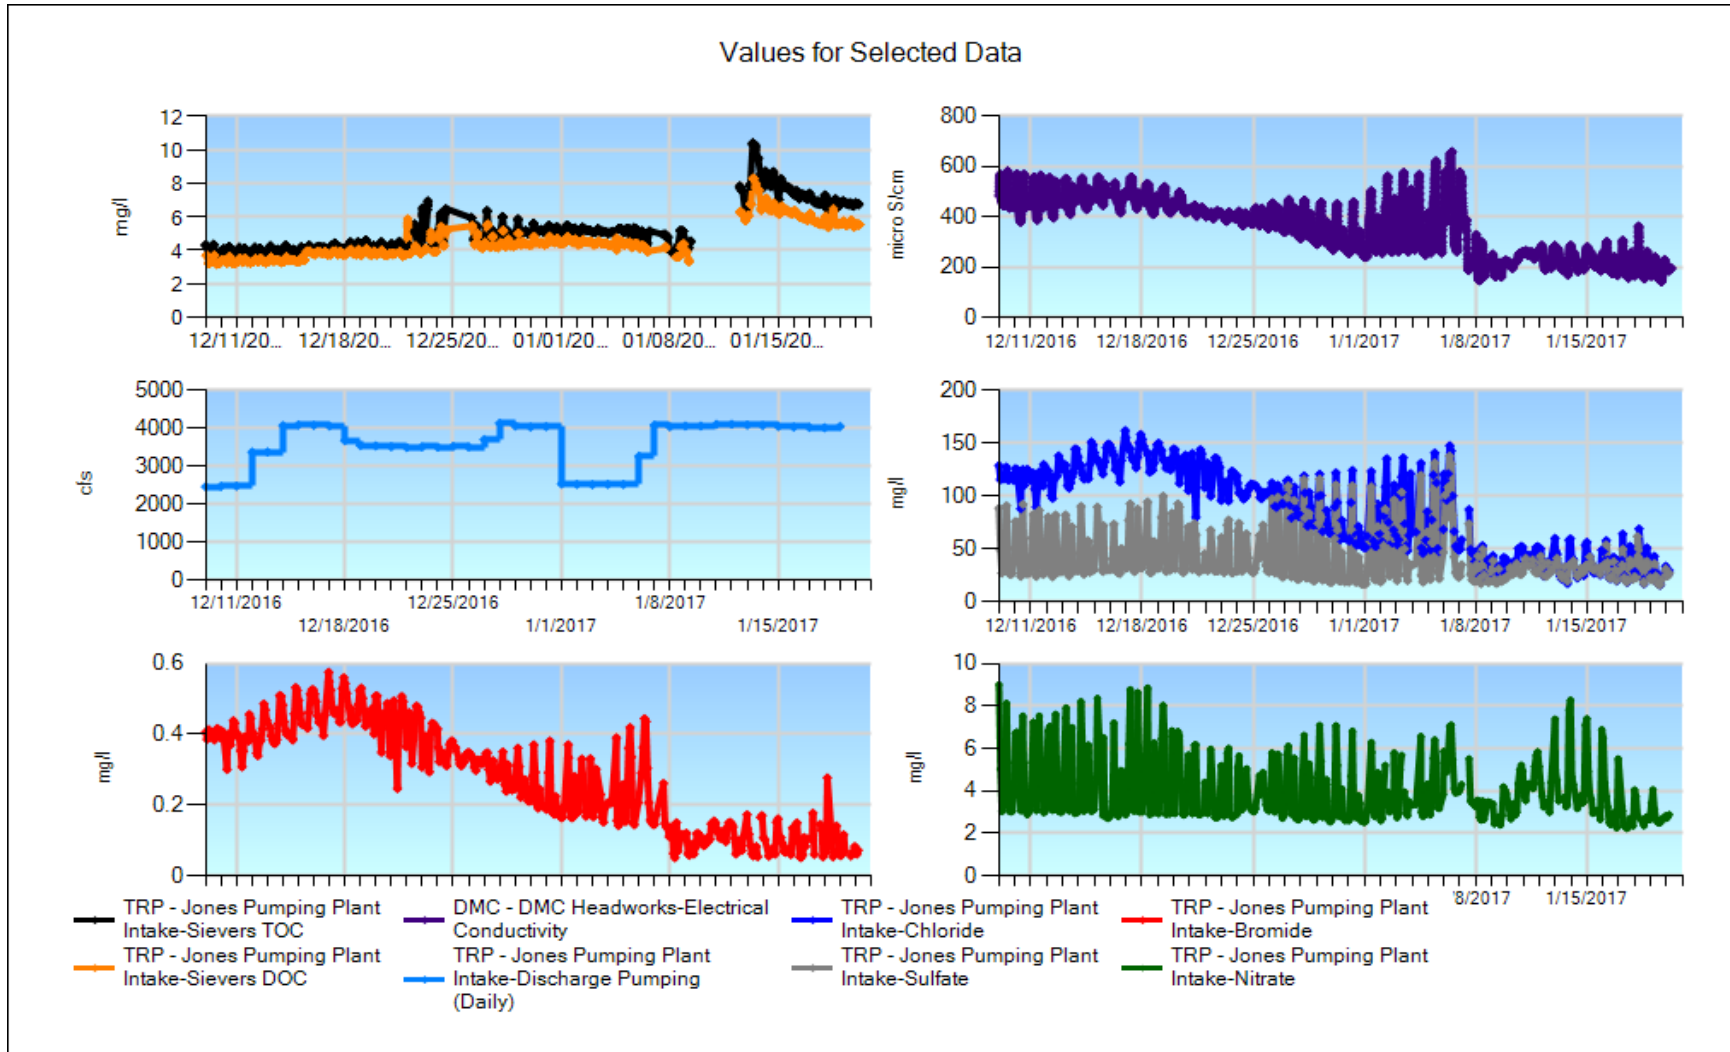 Values for Selected Data
12
10
8
6
4
2
0
mg/l
12/11/20... 12/18/20... 12/25/20... 01/01/20... 01/08/20... 01/15/20...
800
600
400
200
0
micro S/cm
12/11/2016 12/18/2016 12/25/2016 1/1/2017 1/8/2017 1/15/2017
5000
4000
3000
2000
1000
0
cfs
12/11/2016 12/25/2016 1/8/2017
12/18/2016 1/1/2017 1/15/2017
200
150
100
50
0
mg/l
12/11/2016 12/18/2016 12/25/2016 1/1/2017 1/8/2017 1/15/2017
0.6
0.4
0.2
0
mg/l
10
8
6
4
2
0
mg/l
/8/2017 1/15/2017
TRP - Jones Pumping Plant
Intake-Sievers TOC
DMC - DMC Headworks-Electrical
Conductivity
TRP - Jones Pumping Plant
Intake-Chloride
TRP - Jones Pumping Plant
Intake-Bromide
TRP - Jones Pumping Plant
Intake-Sievers DOC
TRP - Jones Pumping Plant
Intake-Discharge Pumping
(Daily)
TRP - Jones Pumping Plant
Intake-Sulfate
TRP - Jones Pumping Plant
Intake-Nitrate